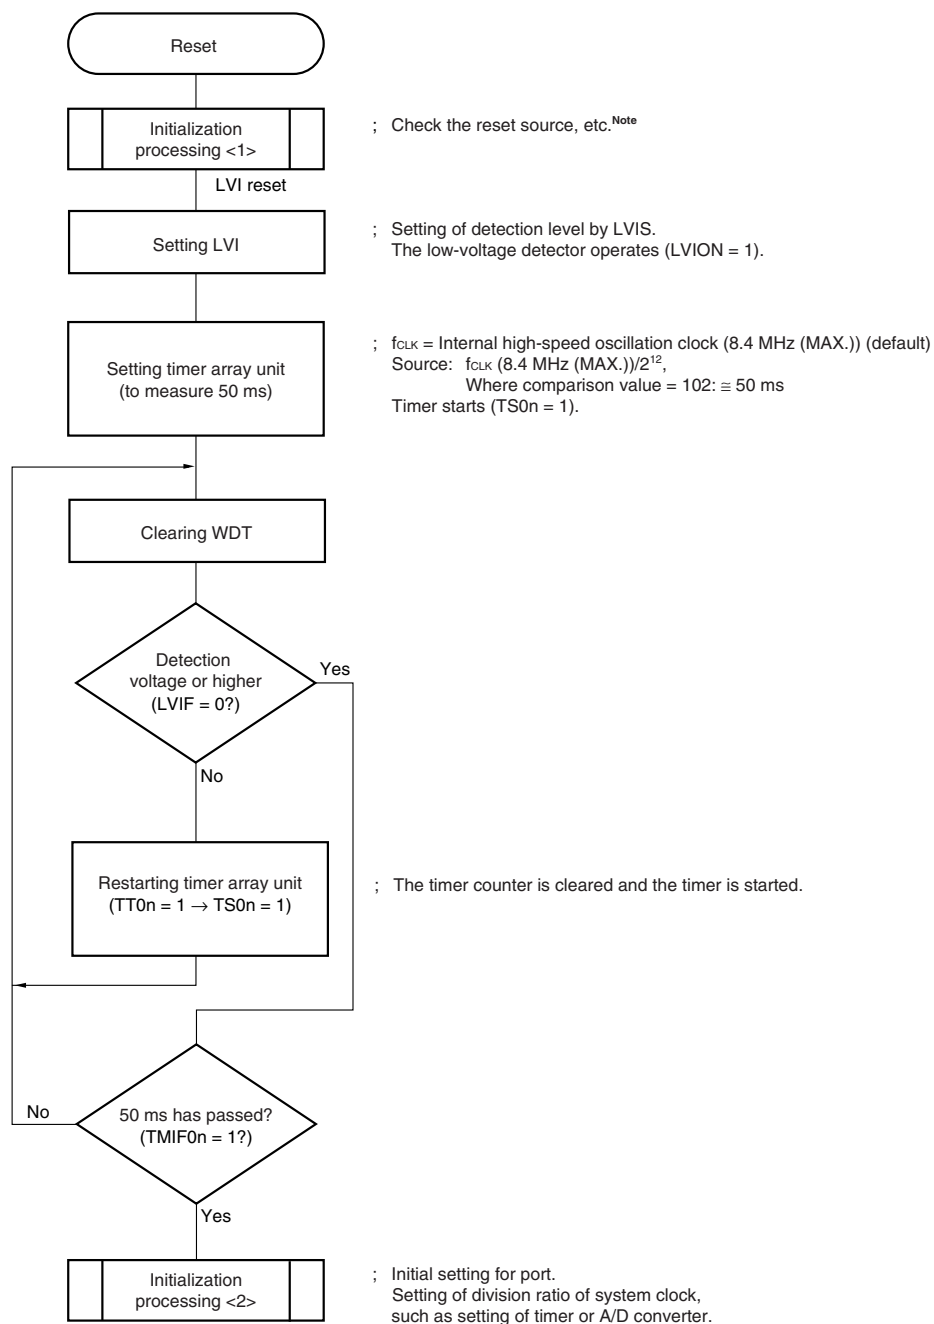 Reset
Initialization
processing <1>
; Check the reset source, etc.Note
LVI reset
Setting LVI
; Setting of detection level by LVIS.
The low-voltage detector operates (LVION = 1).
Setting timer array unit
(to measure 50 ms)
; fCLK = Internal high-speed oscillation clock (8.4 MHz (MAX.)) (default)
Source: fCLK (8.4 MHz (MAX.))/2¹²,
Where comparison value = 102: ≅ 50 ms
Timer starts (TS0n = 1).
Clearing WDT
Detection
voltage or higher
(LVIF = 0?)
Yes
No
Restarting timer array unit
(TT0n = 1 → TS0n = 1)
; The timer counter is cleared and the timer is started.
No
50 ms has passed?
(TMIF0n = 1?)
Yes
Initialization
processing <2>
; Initial setting for port.
Setting of division ratio of system clock,
such as setting of timer or A/D converter.